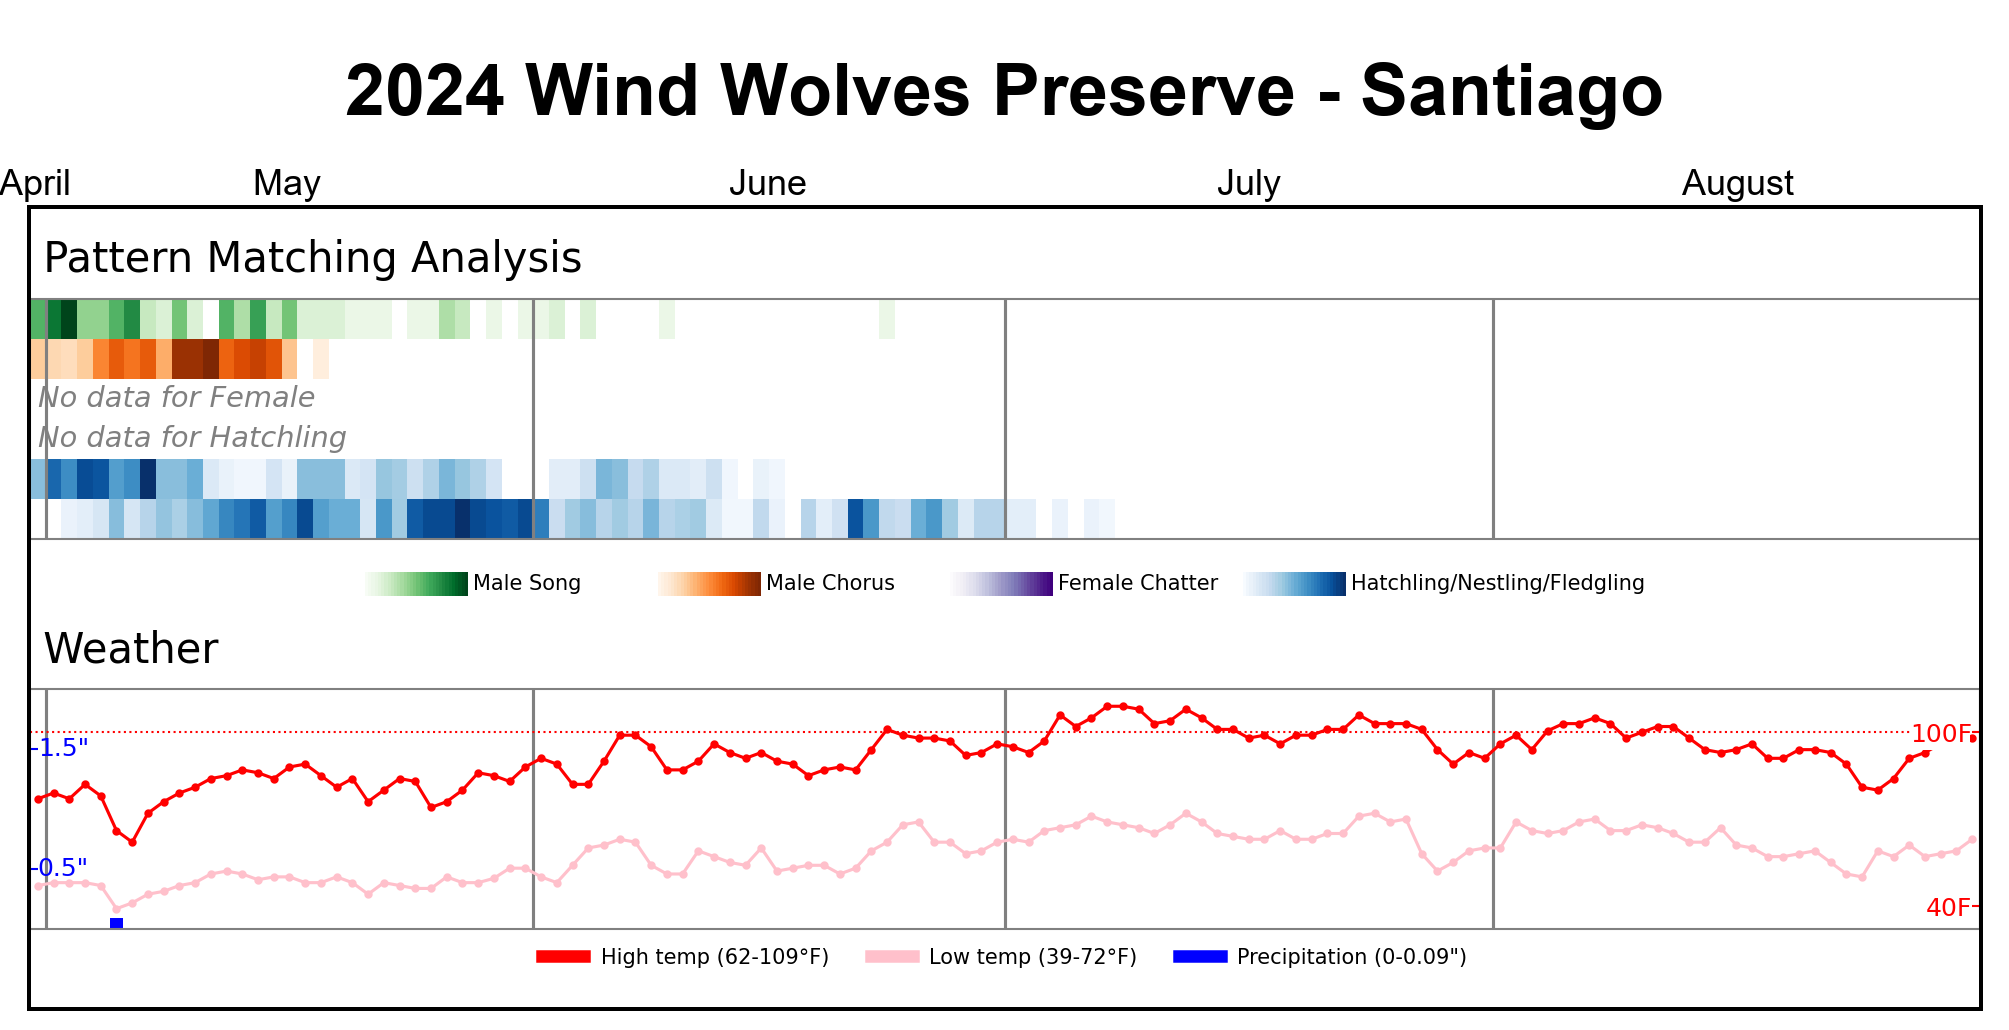 2024 Wind Wolves Preserve - Santiago
April May June July August
Pattern Matching Analysis
No data for Female
No data for Hatchling
Male Song Male Chorus Female Chatter Hatchling/Nestling/Fledgling
Weather
100F
1.5"
0.5"
40F
High temp (62-109°F) Low temp (39-72°F) Precipitation (0-0.09")